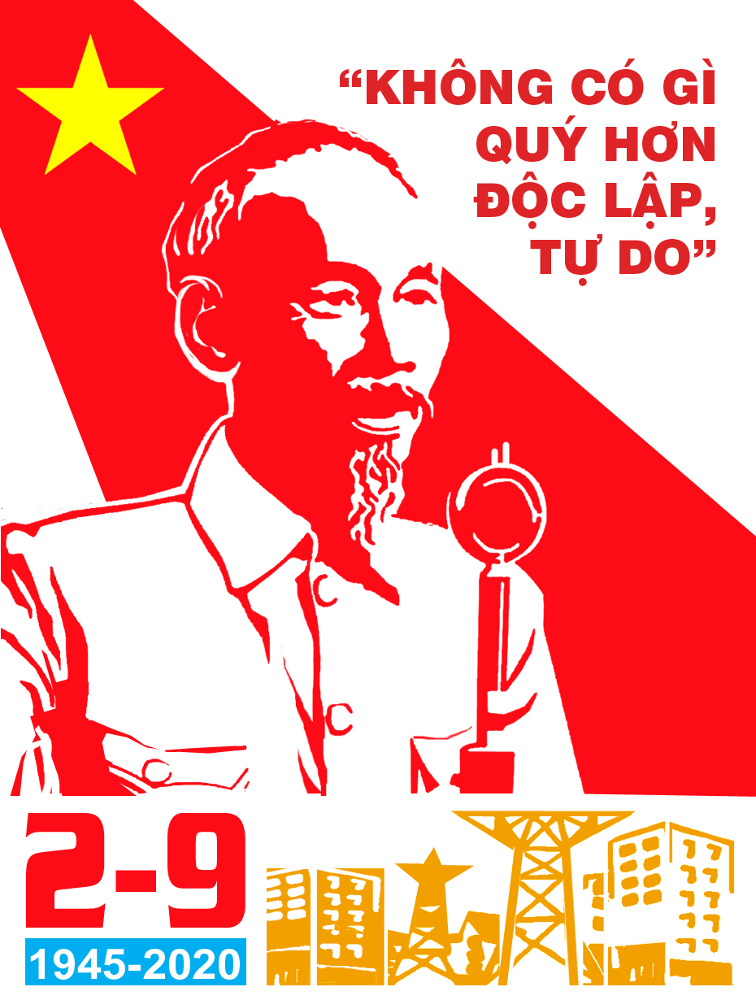 “KHÔNG CÓ GÌ
QUÝ HƠN
ĐỘC LẬP,
TỰ DO”
2-9
1945-2020